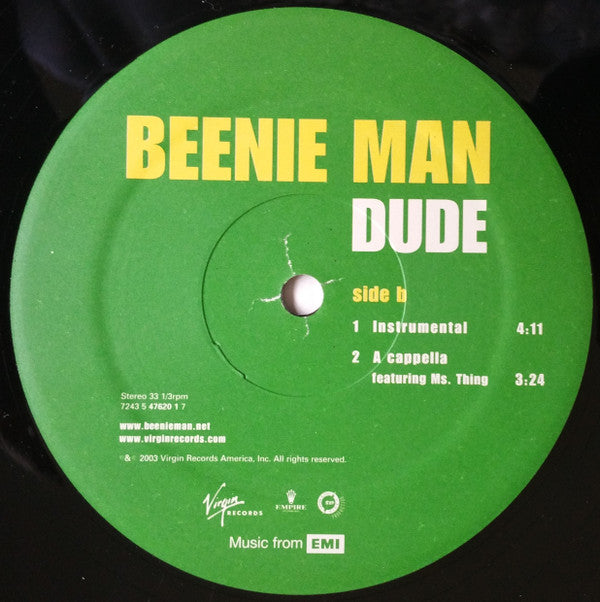 BEENIE MAN
DUDE
side b
1 Instrumental 4:11
2 A cappella
featuring Ms. Thing 3:24
Stereo 33 1/3rpm
7243 5 47620 1 7
www.beenieman.net
www.virginrecords.com
℗&© 2003 Virgin Records America, Inc. All rights reserved.
Virgin
RECORDS
EMPIRE
Music from EMI